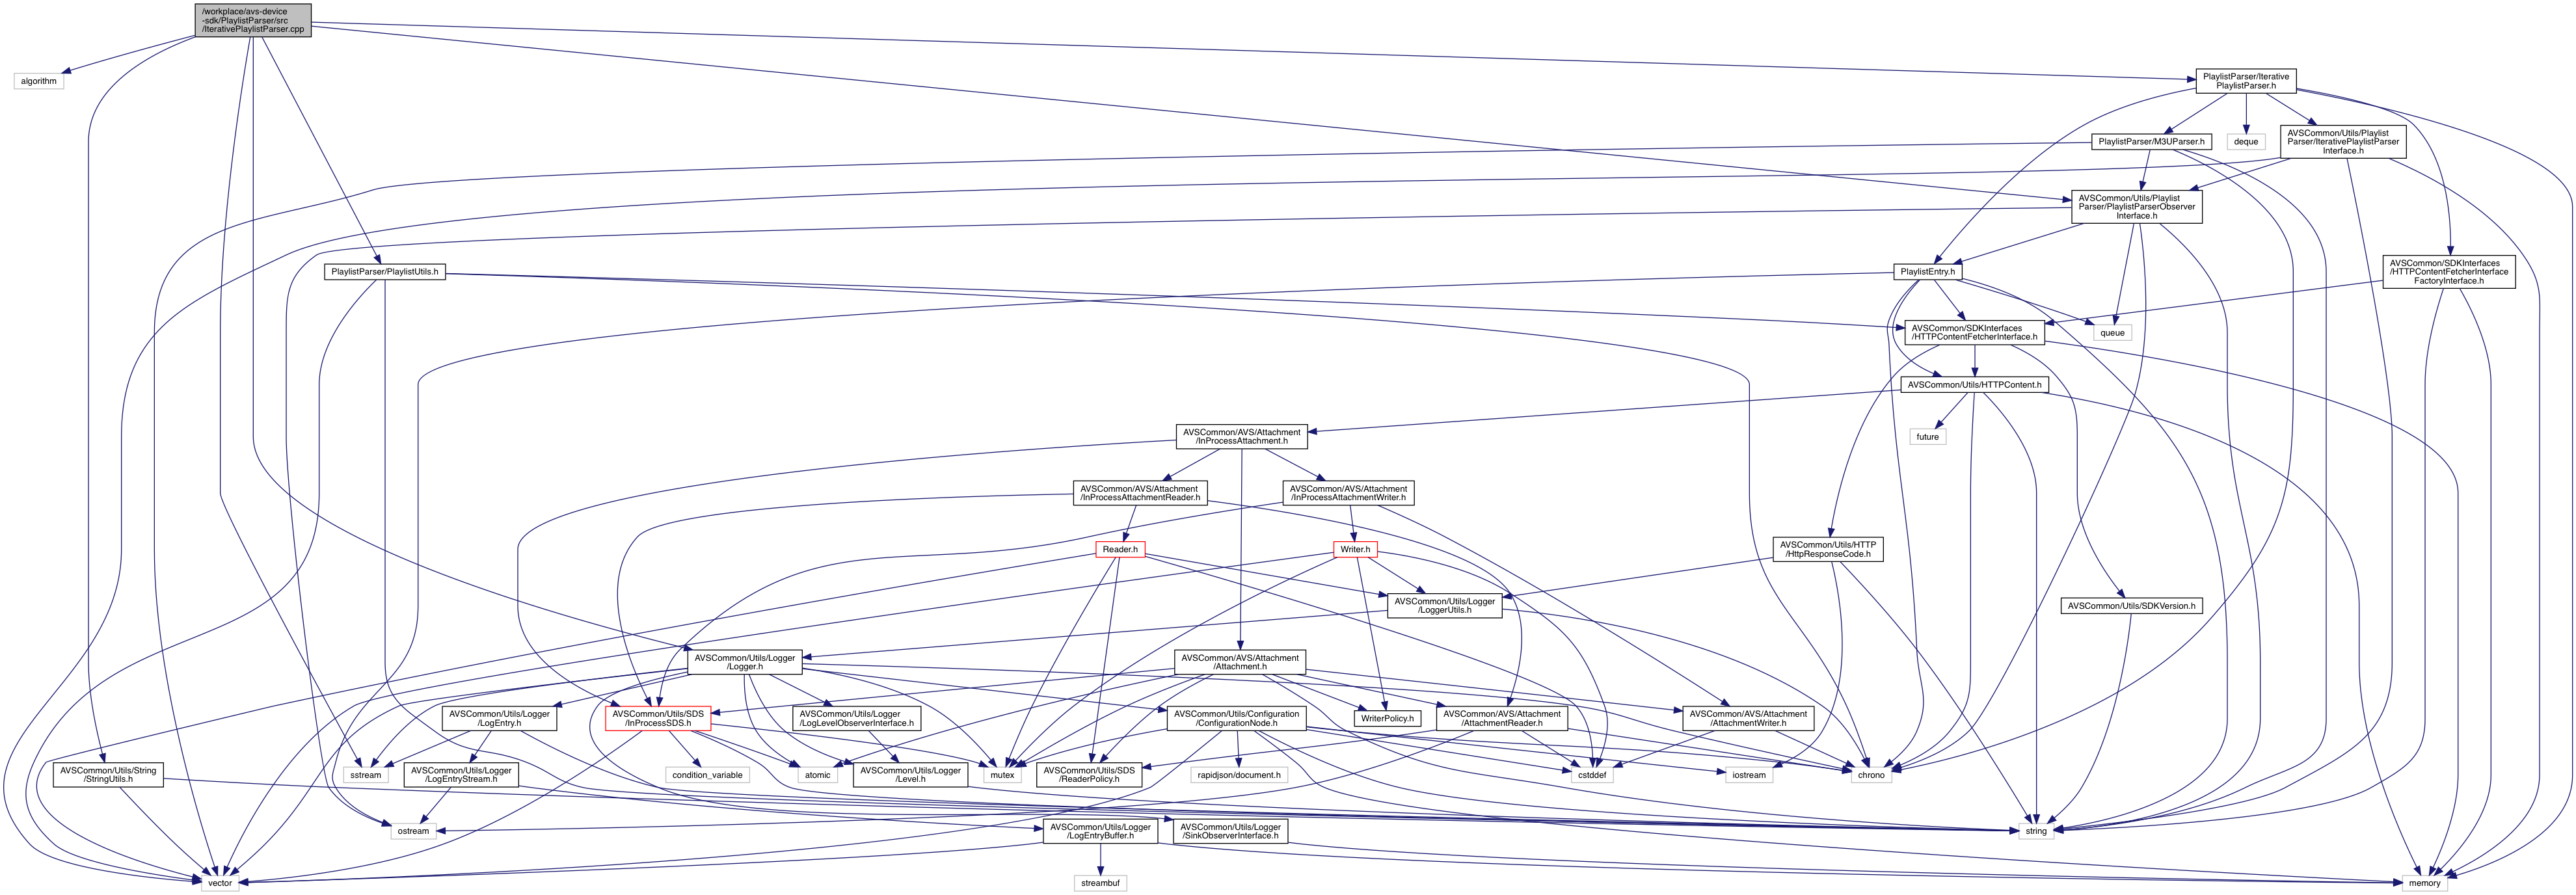 /workplace/avs-device
-sdk/PlaylistParser/src
/IterativePlaylistParser.cpp
algorithm
PlaylistParser/Iterative
PlaylistParser.h
PlaylistParser/M3UParser.h
deque
AVSCommon/Utils/Playlist
Parser/IterativePlaylistParser
Interface.h
AVSCommon/Utils/Playlist
Parser/PlaylistParserObserver
Interface.h
PlaylistParser/PlaylistUtils.h
PlaylistEntry.h
AVSCommon/SDKInterfaces
/HTTPContentFetcherInterface
FactoryInterface.h
AVSCommon/SDKInterfaces
/HTTPContentFetcherInterface.h
queue
AVSCommon/Utils/HTTPContent.h
AVSCommon/AVS/Attachment
/InProcessAttachment.h
future
AVSCommon/AVS/Attachment
/InProcessAttachmentReader.h
AVSCommon/AVS/Attachment
/InProcessAttachmentWriter.h
Reader.h
Writer.h
AVSCommon/Utils/HTTP
/HttpResponseCode.h
AVSCommon/Utils/Logger
/LoggerUtils.h
AVSCommon/Utils/SDKVersion.h
AVSCommon/Utils/Logger
/Logger.h
AVSCommon/AVS/Attachment
/Attachment.h
AVSCommon/Utils/Logger
/LogEntry.h
AVSCommon/Utils/SDS
/InProcessSDS.h
AVSCommon/Utils/Logger
/LogLevelObserverInterface.h
AVSCommon/Utils/Configuration
/ConfigurationNode.h
WriterPolicy.h
AVSCommon/AVS/Attachment
/AttachmentReader.h
AVSCommon/AVS/Attachment
/AttachmentWriter.h
AVSCommon/Utils/String
/StringUtils.h
sstream
AVSCommon/Utils/Logger
/LogEntryStream.h
condition_variable
atomic
AVSCommon/Utils/Logger
/Level.h
mutex
AVSCommon/Utils/SDS
/ReaderPolicy.h
rapidjson/document.h
cstddef
iostream
chrono
ostream
AVSCommon/Utils/Logger
/LogEntryBuffer.h
AVSCommon/Utils/Logger
/SinkObserverInterface.h
string
vector
streambuf
memory